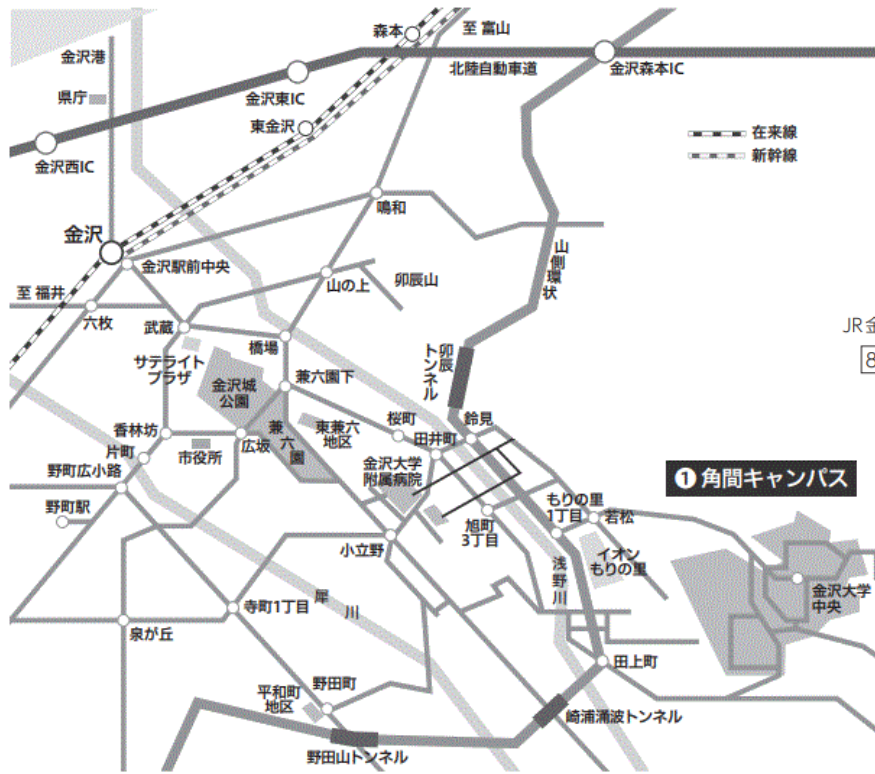 森本
至 富山
金沢港
北陸自動車道
金沢森本IC
県庁
金沢東IC
東金沢
在来線
新幹線
金沢西IC
鳴和
金沢
金沢駅前中央
山側環状
至 福井
山の上
卯辰山
六枚
武蔵
橋場
JR金
8
サテライト
プラザ
卯辰
トンネル
金沢城
公園
兼六園下
香林坊
兼六園
東兼六
地区
桜町
鈴見
田井町
片町
市役所
広坂
野町広小路
金沢大学
附属病院
❶ 角間キャンパス
野町駅
旭町
3丁目
もりの里
1丁目
若松
小立野
浅野川
イオン
もりの里
金沢大学
中央
寺町1丁目
犀川
泉が丘
田上町
平和町
地区
野田町
崎浦涌波トンネル
野田山トンネル